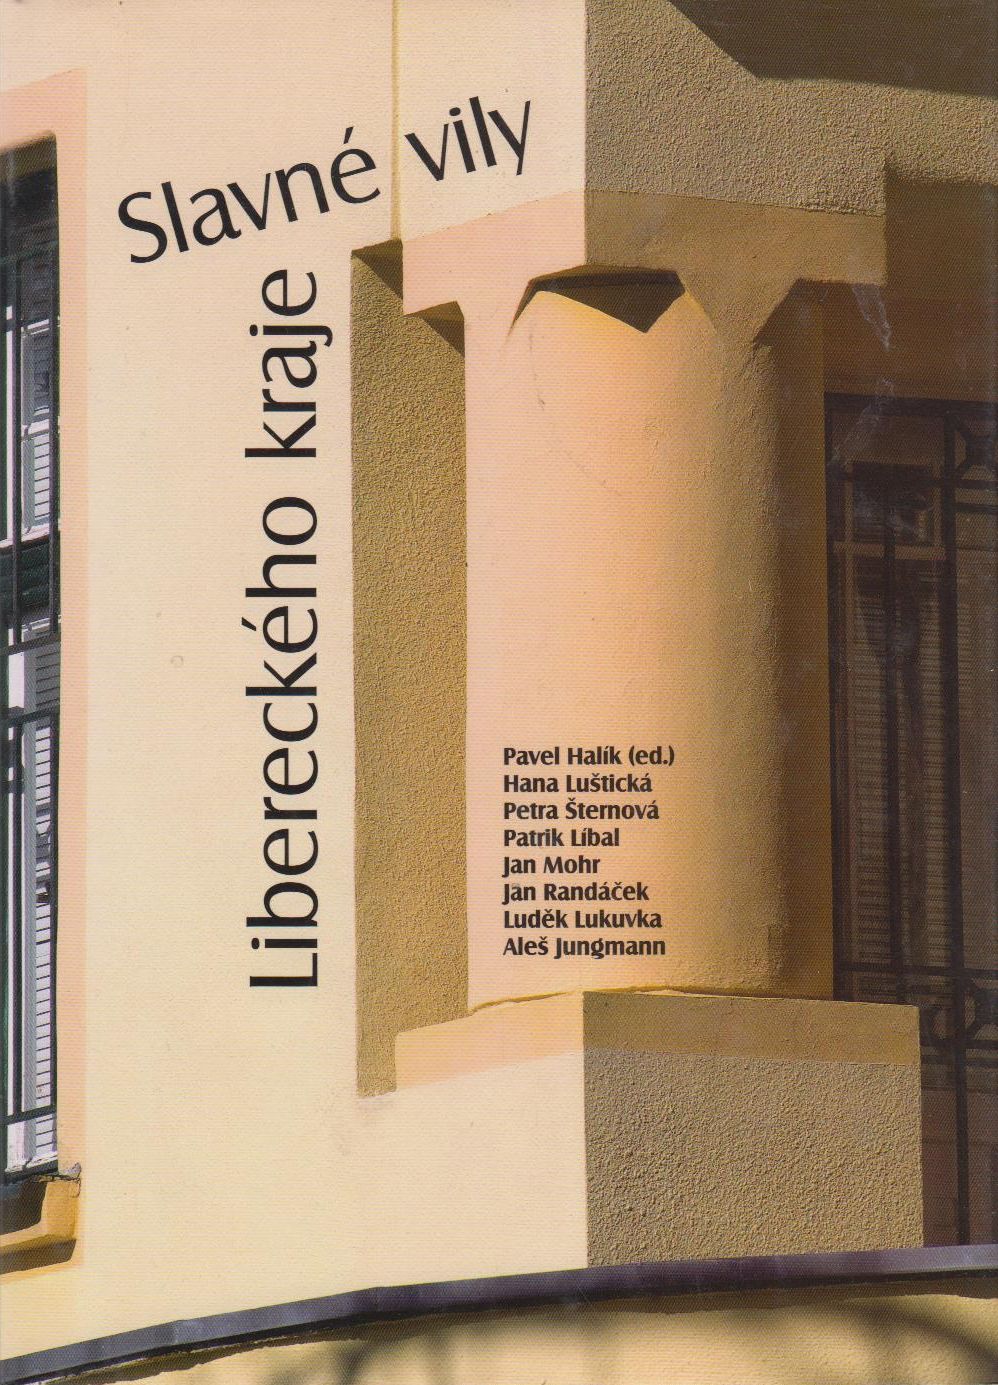 Slavné vily
Libereckého kraje
Pavel Halík (ed.)
Hana Luštická
Petra Šternová
Patrik Líbal
Jan Mohr
Jan Randáček
Luděk Lukuvka
Aleš Jungmann